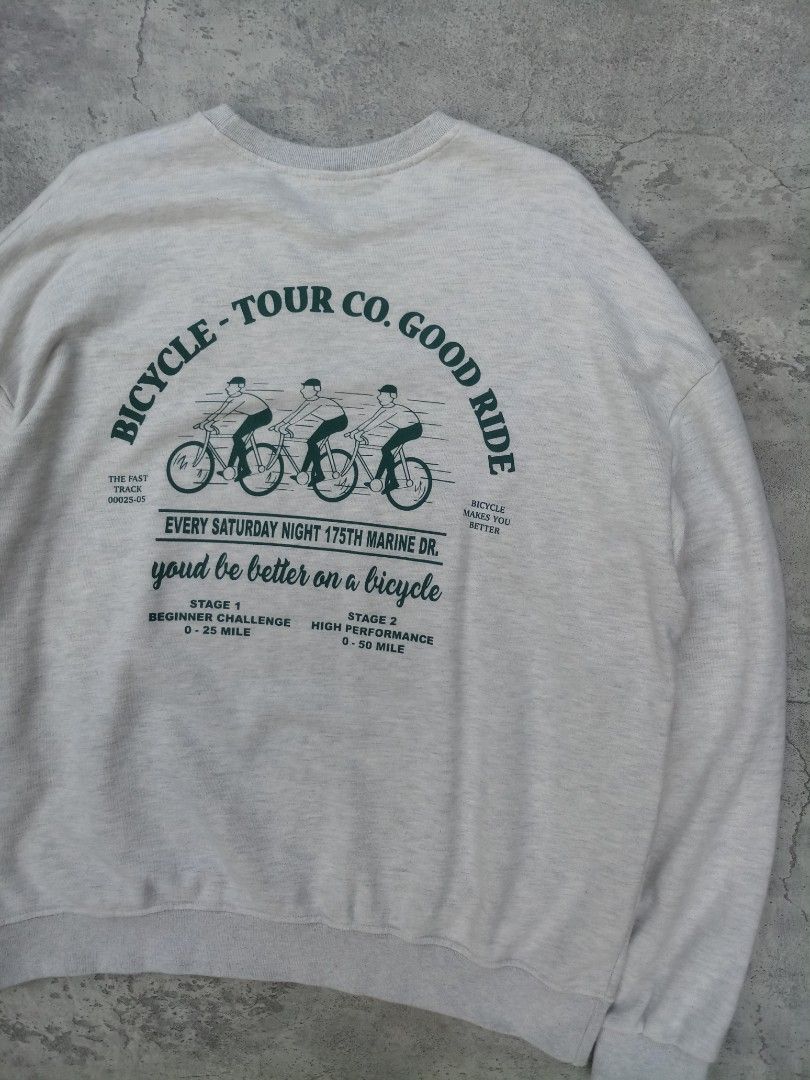 BICYCLE - TOUR CO. GOOD RIDE
THE FAST
TRACK
00025-05
BICYCLE
MAKES YOU
BETTER
EVERY SATURDAY NIGHT 175TH MARINE DR.
youd be better on a bicycle
STAGE 1
BEGINNER CHALLENGE
0 - 25 MILE
STAGE 2
HIGH PERFORMANCE
0 - 50 MILE